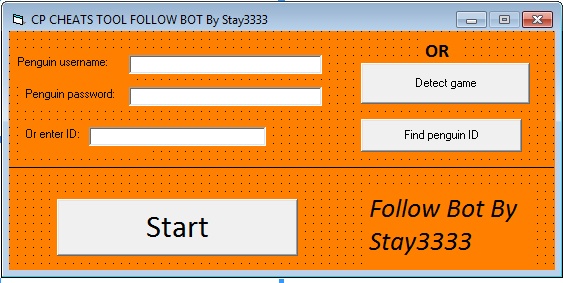 CP CHEATS TOOL FOLLOW BOT By Stay3333
OR
Penguin username:
Detect game
Penguin password:
Or enter ID:
Find penguin ID
Start
Follow Bot By
Stay3333